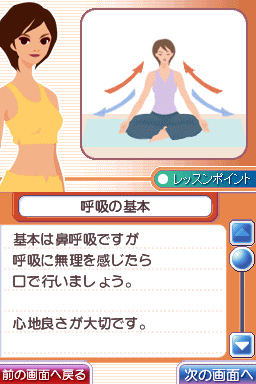 レッスンポイント
呼吸の基本
基本は鼻呼吸ですが
呼吸に無理を感じたら
口で行いましょう。
心地良さが大切です。
前の画面へ戻る
次の画面へ